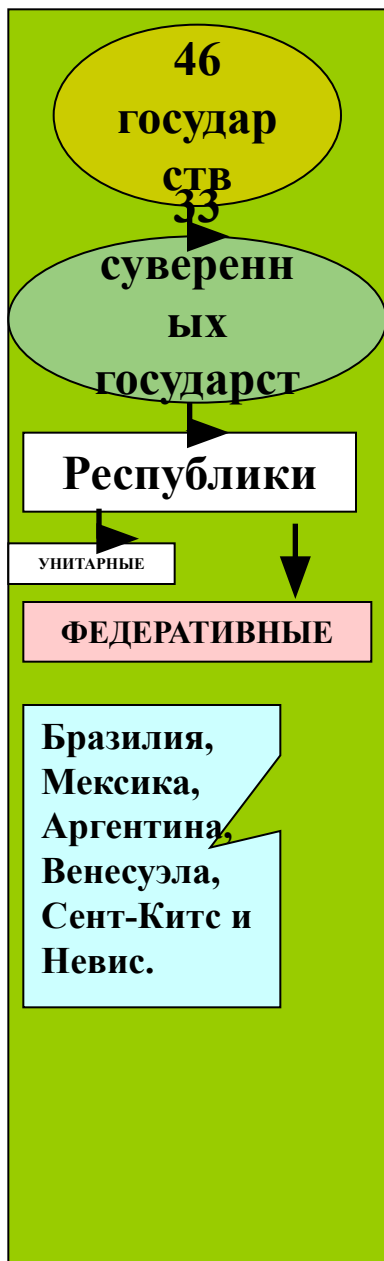 46
государ
ств
33
суверенн
ых
государст
Республики
УНИТАРНЫЕ
ФЕДЕРАТИВНЫЕ
Бразилия,
Мексика,
Аргентина,
Венесуэла,
Сент-Китс и
Невис.